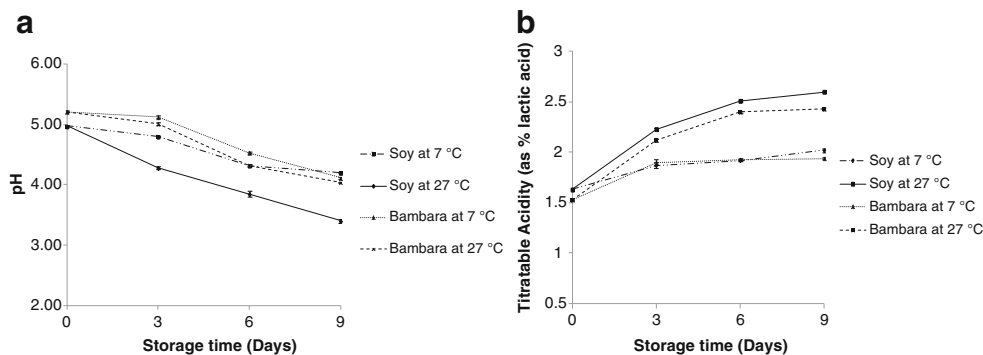 a
6.00
5.00
4.00
3.00
2.00
pH
0
3
6
9
Storage time (Days)
Soy at 7 °C
Soy at 27 °C
Bambara at 7 °C
Bambara at 27 °C
b
3
2.5
2
1.5
1
0.5
Titratable Acidity (as % lactic acid)
0
3
6
9
Storage time (Days)
Soy at 7 °C
Soy at 27 °C
Bambara at 7 °C
Bambara at 27 °C